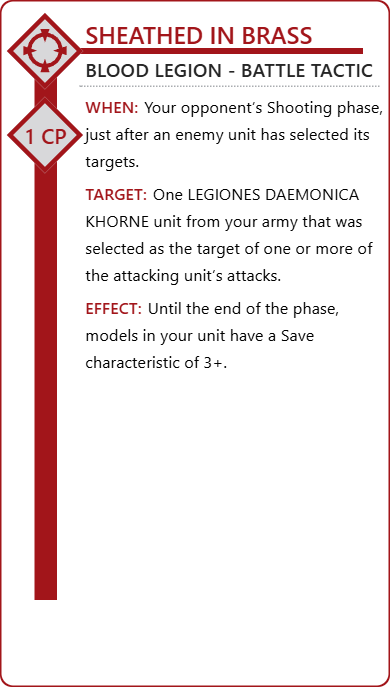 SHEATHED IN BRASS
BLOOD LEGION - BATTLE TACTIC
WHEN: Your opponent's Shooting phase,
1 CP
just after an enemy unit has selected its
targets.
TARGET: One LEGIONES DAEMONICA
KHORNE unit from your army that was
selected as the target of one or more of
the attacking unit's attacks.
EFFECT: Until the end of the phase,
models in your unit have a Save
characteristic of 3+.